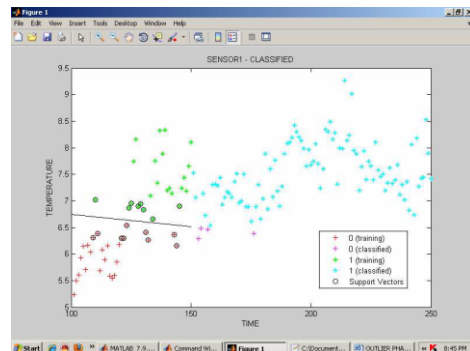 Figure 1
File Edit View Insert Tools Desktop Window Help
SENSOR1 - CLASSIFIED
TEMPERATURE
9.5
9
8.5
8
7.5
7
6.5
6
5.5
5
100 150 200 250
TIME
0 (training)
0 (classified)
1 (training)
1 (classified)
Support Vectors
Start MATLAB 7.9... Command Wi... Figure 1 C:\Document... OUTLIER PHA... 8:45 PM